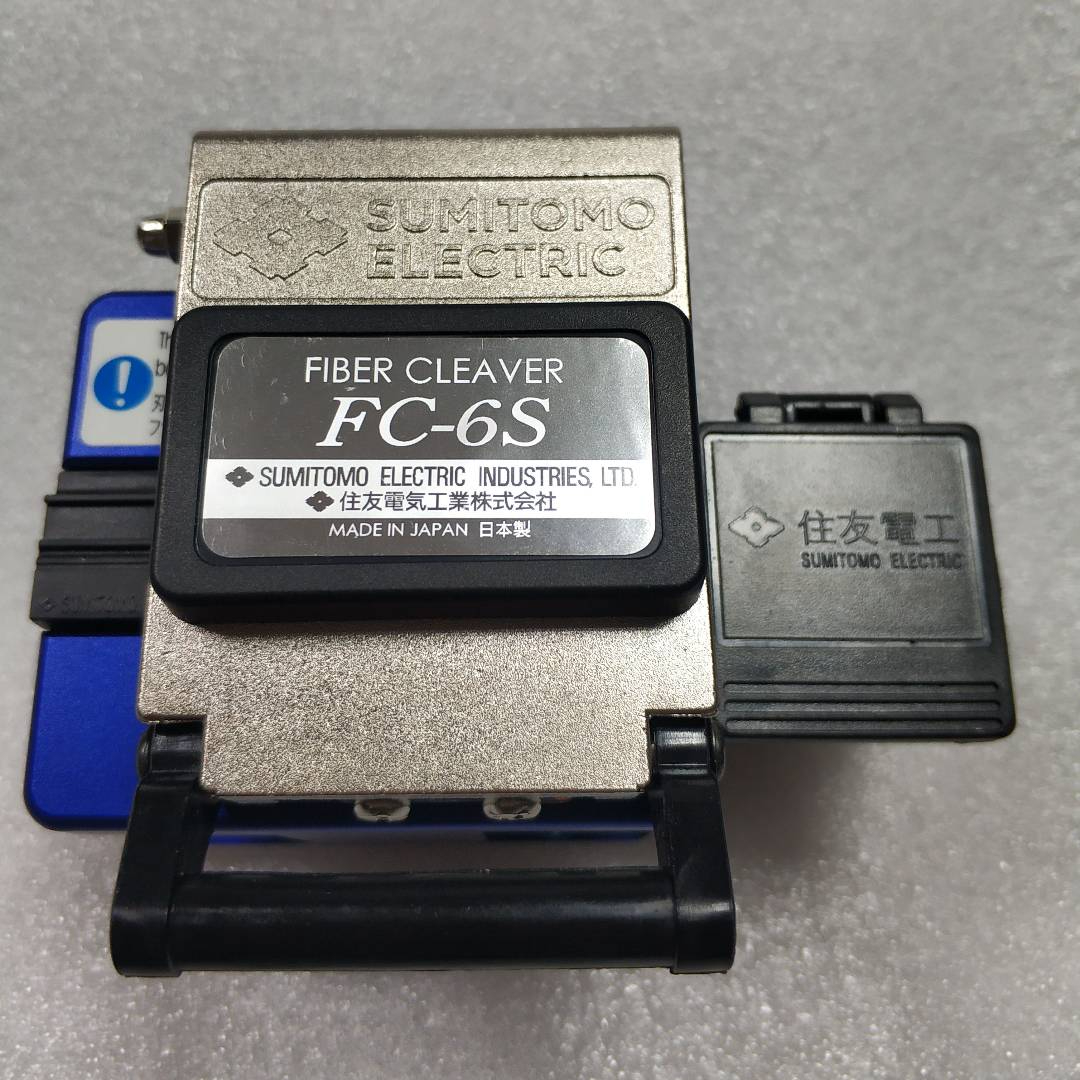 SUMITOMO
ELECTRIC
FIBER CLEAVER
FC-6S
SUMITOMO ELECTRIC INDUSTRIES, LTD.
住友電気工業株式会社
MADE IN JAPAN 日本製
住友電工
SUMITOMO ELECTRIC
SUMITOMO